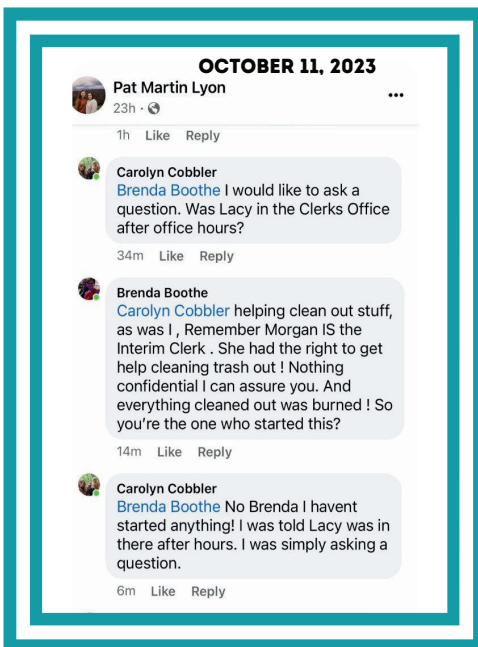 OCTOBER 11, 2023
Pat Martin Lyon
23h ·
1h Like Reply
Carolyn Cobbler
Brenda Boothe I would like to ask a
question. Was Lacy in the Clerks Office
after office hours?
34m Like Reply
Brenda Boothe
Carolyn Cobbler helping clean out stuff,
as was I , Remember Morgan IS the
Interim Clerk . She had the right to get
help cleaning trash out ! Nothing
confidential I can assure you. And
everything cleaned out was burned ! So
you're the one who started this?
14m Like Reply
Carolyn Cobbler
Brenda Boothe No Brenda I havent
started anything! I was told Lacy was in
there after hours. I was simply asking a
question.
6m Like Reply